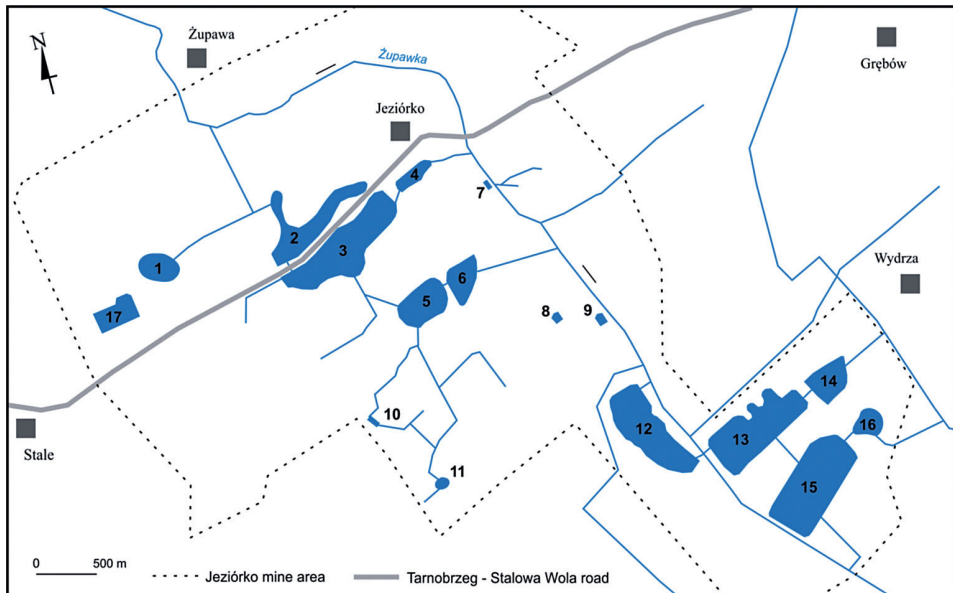 Żupawa
Grębów
N
Żupawka
Jeziórko
4
7
2
3
1
6
Wydrza
5
17
8
9
14
10
12
13
16
Stale
11
15
0 500 m
Jeziórko mine area
Tarnobrzeg - Stalowa Wola road